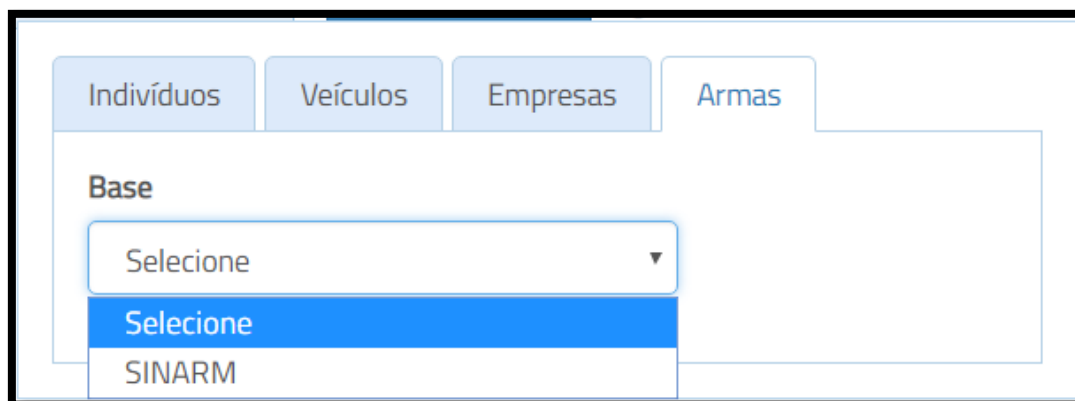 Indivíduos Veículos Empresas Armas
Base
Selecione
Selecione
SINARM